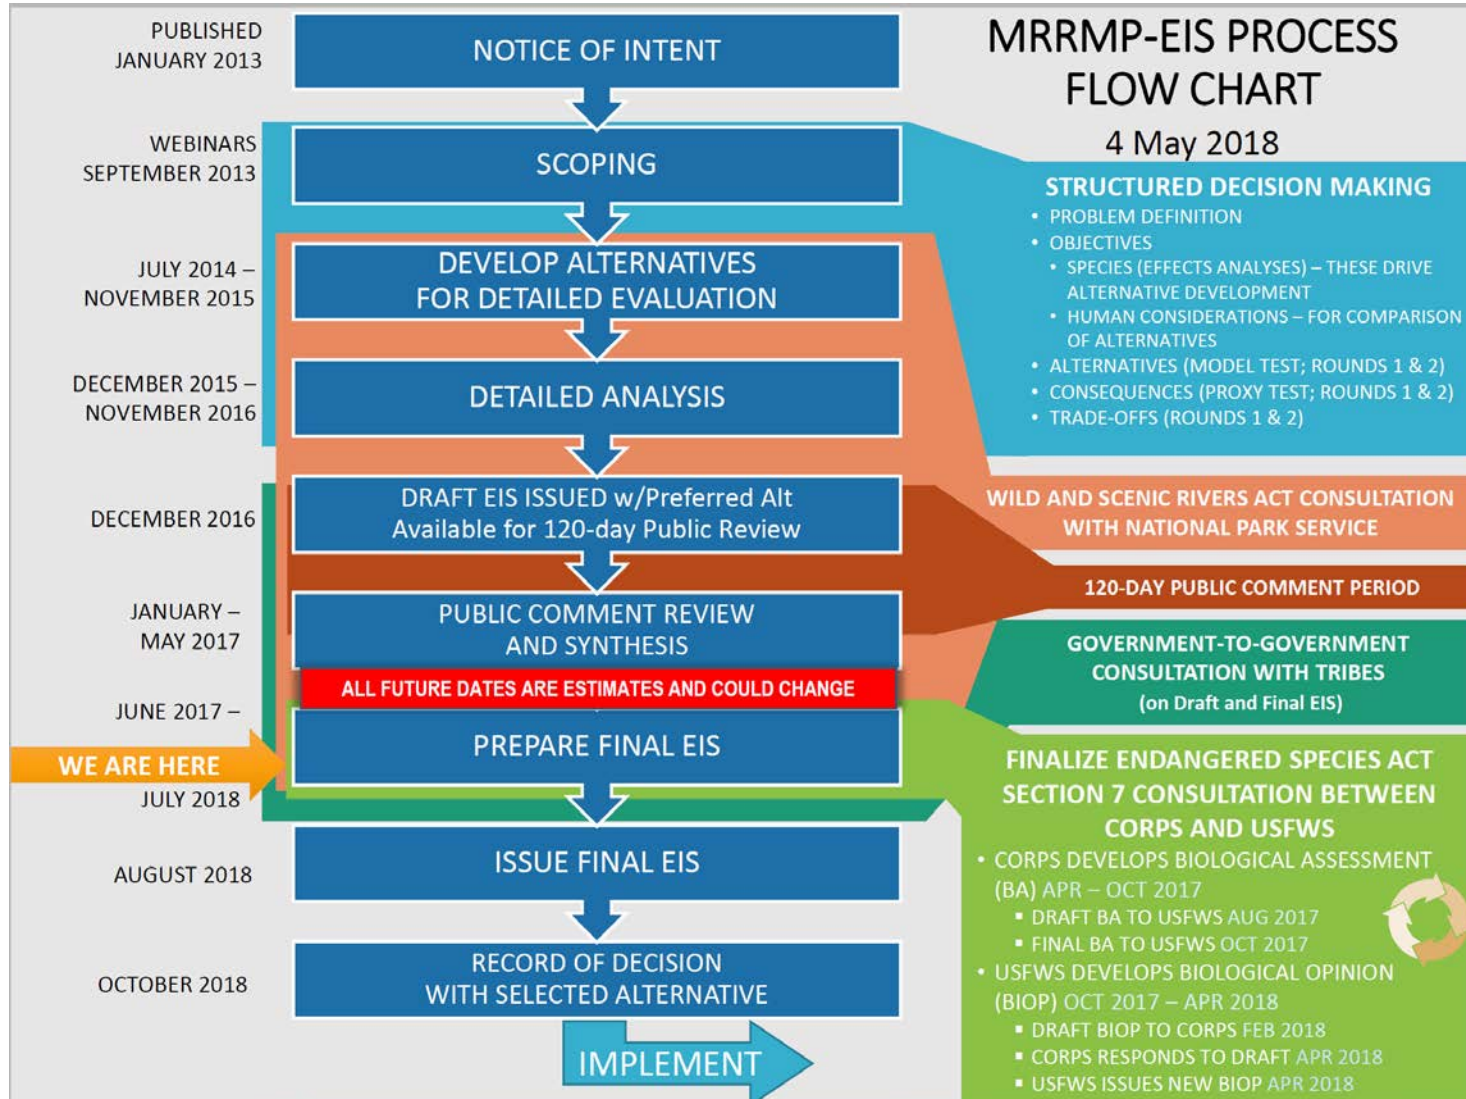 MRRMP-EIS PROCESS
FLOW CHART
4 May 2018
PUBLISHED
JANUARY 2013
NOTICE OF INTENT
WEBINARS
SEPTEMBER 2013
SCOPING
JULY 2014 –
NOVEMBER 2015
DEVELOP ALTERNATIVES
FOR DETAILED EVALUATION
DECEMBER 2015 –
NOVEMBER 2016
DETAILED ANALYSIS
DECEMBER 2016
DRAFT EIS ISSUED w/Preferred Alt
Available for 120-day Public Review
JANUARY –
MAY 2017
PUBLIC COMMENT REVIEW
AND SYNTHESIS
ALL FUTURE DATES ARE ESTIMATES AND COULD CHANGE
JUNE 2017 –
WE ARE HERE
JULY 2018
PREPARE FINAL EIS
AUGUST 2018
ISSUE FINAL EIS
OCTOBER 2018
RECORD OF DECISION
WITH SELECTED ALTERNATIVE
IMPLEMENT
STRUCTURED DECISION MAKING
• PROBLEM DEFINITION
• OBJECTIVES
• SPECIES (EFFECTS ANALYSES) – THESE DRIVE
ALTERNATIVE DEVELOPMENT
• HUMAN CONSIDERATIONS – FOR COMPARISON
OF ALTERNATIVES
• ALTERNATIVES (MODEL TEST; ROUNDS 1 & 2)
• CONSEQUENCES (PROXY TEST; ROUNDS 1 & 2)
• TRADE-OFFS (ROUNDS 1 & 2)
WILD AND SCENIC RIVERS ACT CONSULTATION
WITH NATIONAL PARK SERVICE
120-DAY PUBLIC COMMENT PERIOD
GOVERNMENT-TO-GOVERNMENT
CONSULTATION WITH TRIBES
(on Draft and Final EIS)
FINALIZE ENDANGERED SPECIES ACT
SECTION 7 CONSULTATION BETWEEN
CORPS AND USFWS
• CORPS DEVELOPS BIOLOGICAL ASSESSMENT
(BA) APR – OCT 2017
▪ DRAFT BA TO USFWS AUG 2017
▪ FINAL BA TO USFWS OCT 2017
• USFWS DEVELOPS BIOLOGICAL OPINION
(BIOP) OCT 2017 – APR 2018
▪ DRAFT BIOP TO CORPS FEB 2018
▪ CORPS RESPONDS TO DRAFT APR 2018
▪ USFWS ISSUES NEW BIOP APR 2018